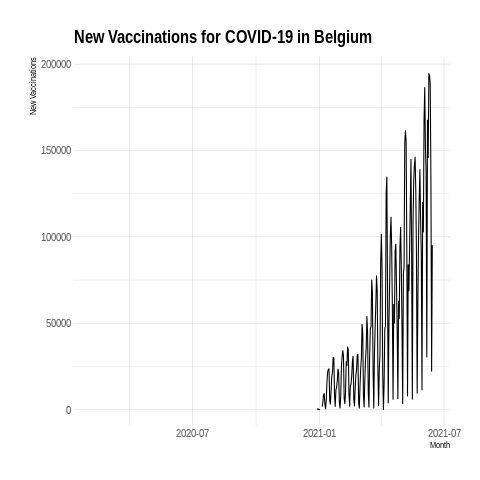 New Vaccinations for COVID-19 in Belgium
New Vaccinations
200000
150000
100000
50000
0
2020-07
2021-01
2021-07
Month